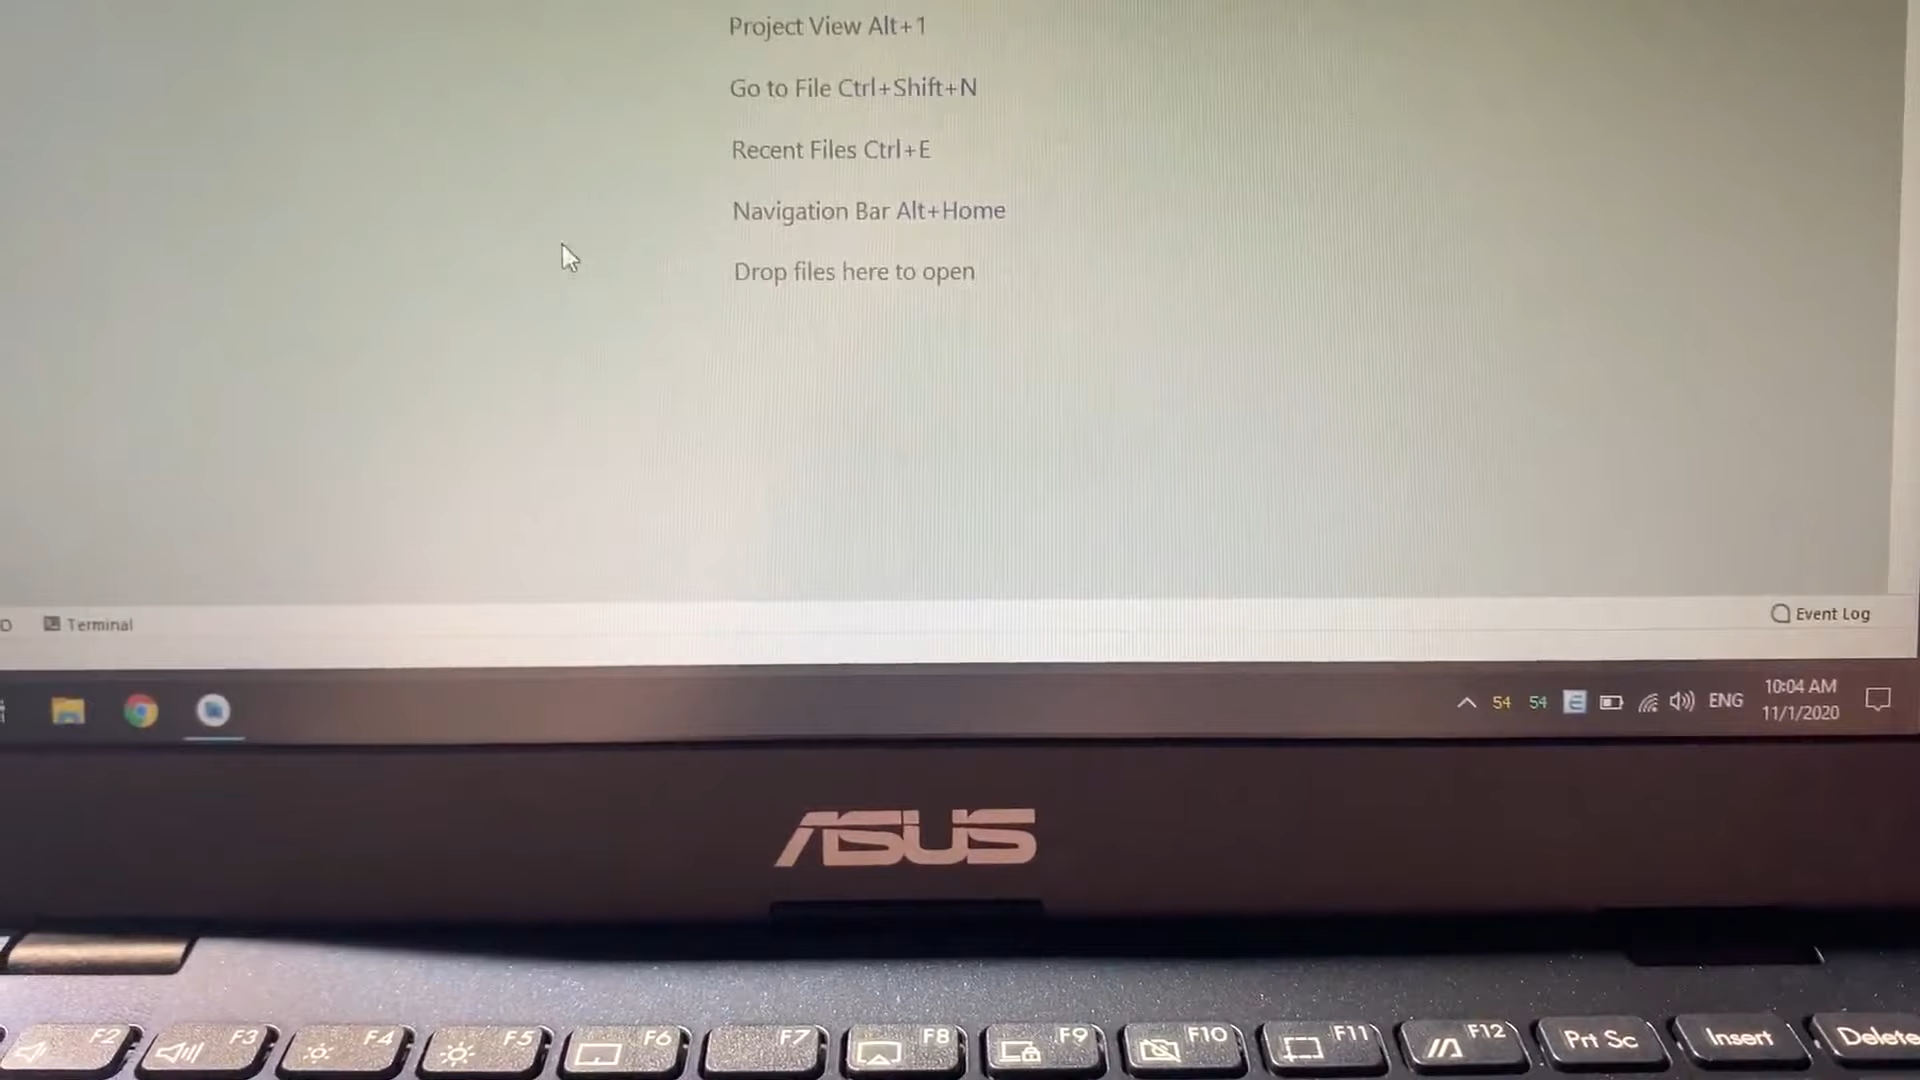 Project View Alt+1
Go to File Ctrl+Shift+N
Recent Files Ctrl+E
Navigation Bar Alt+Home
Drop files here to open
Terminal
Event Log
54 54 ENG
10:04 AM
11/1/2020
ASUS
F2 F3 F4 F5 F6 F7 F8 F9 F10 F11 F12 Prt Sc Insert Delete